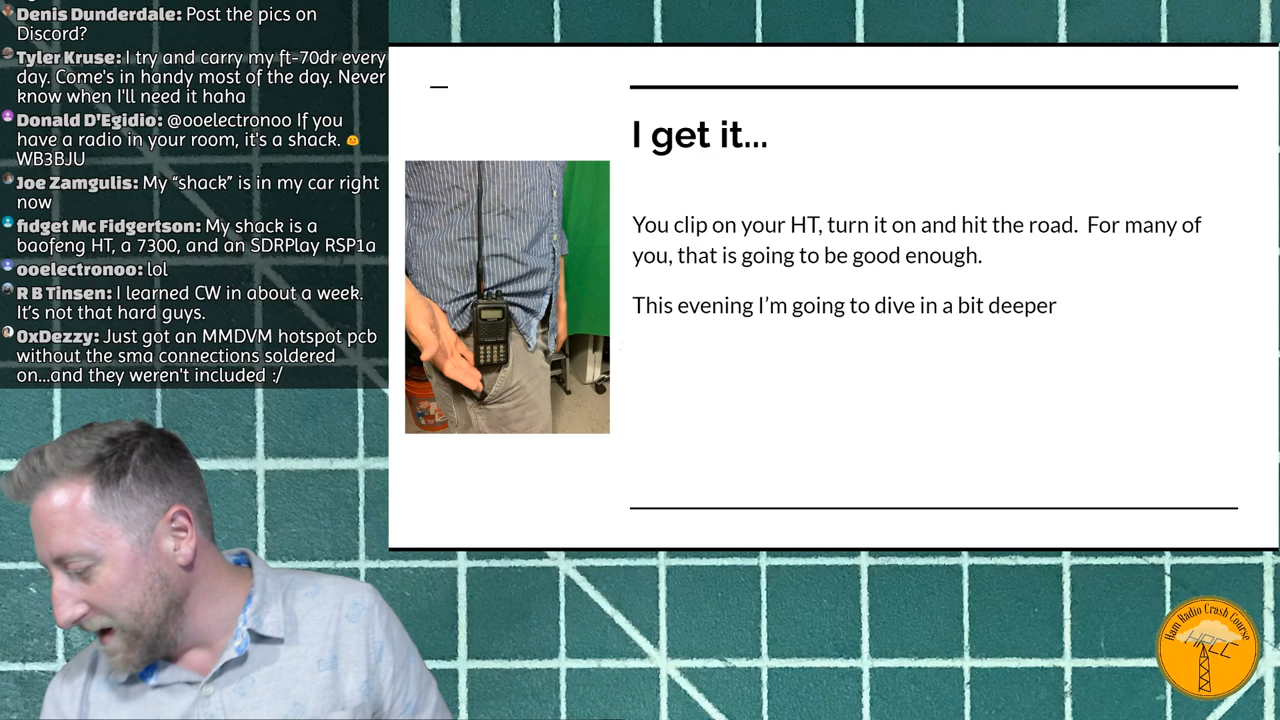 Denis Dunderdale: Post the pics on
Discord?
Tyler Kruse: I try and carry my ft-70dr every
day. Come's in handy most of the day. Never
know when I'll need it haha
Donald D'Egidio: @ooelectronoo If you
have a radio in your room, it's a shack.
WB3BJU
Joe Zamgulis: My “shack” is in my car right
now
fidget Mc Fidgertson: My shack is a
baofeng HT, a 7300, and an SDRPlay RSP1a
ooelectronoo: lol
R B Tinsen: I learned CW in about a week.
It’s not that hard guys.
0xDezzy: Just got an MMDVM hotspot pcb
without the sma connections soldered
on...and they weren't included :/
I get it...
You clip on your HT, turn it on and hit the road.  For many of
you, that is going to be good enough.
This evening I’m going to dive in a bit deeper
Ham Radio Crash Course
HRCC